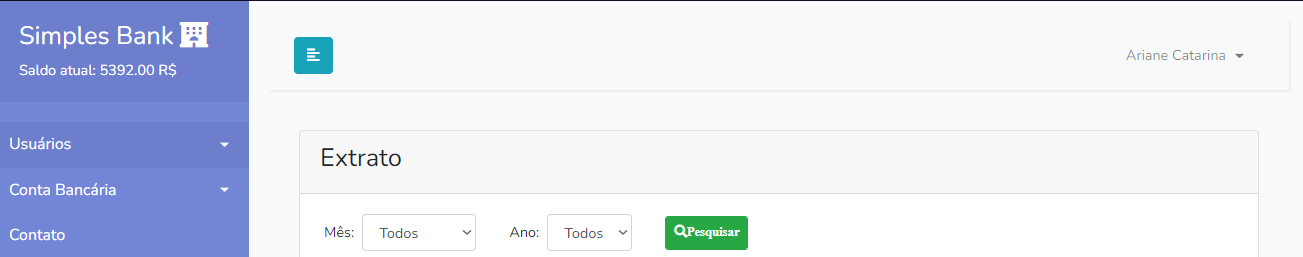 Simples Bank
Saldo atual: 5392.00 R$
Usuários
Conta Bancária
Contato
Ariane Catarina
Extrato
Mês: Todos Ano: Todos Pesquisar